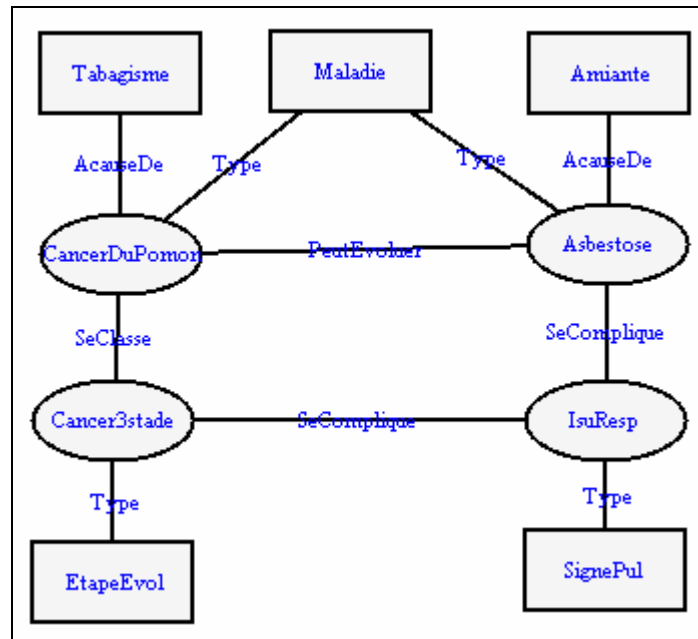 Tabagisme
Maladie
Amiante
AcauseDe
Type
Type
AcauseDe
CancerDuPomon
PeutEvoluer
Asbestose
SeClasse
SeComplique
Cancer3stade
SeComplique
IsuResp
Type
Type
EtapeEvol
SignePul